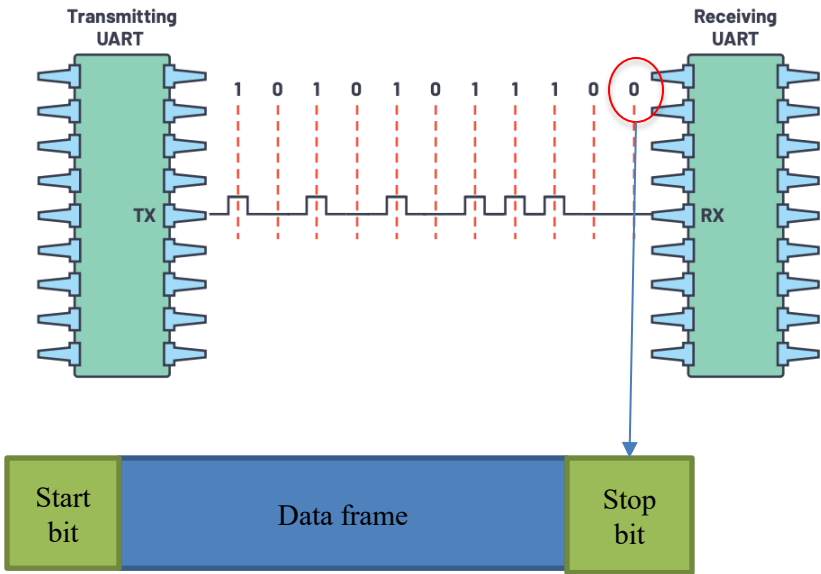 Transmitting
UART
Receiving
UART
1 0 1 0 1 0 1 1 1 0 0
TX
RX
Start
bit
Data frame
Stop
bit